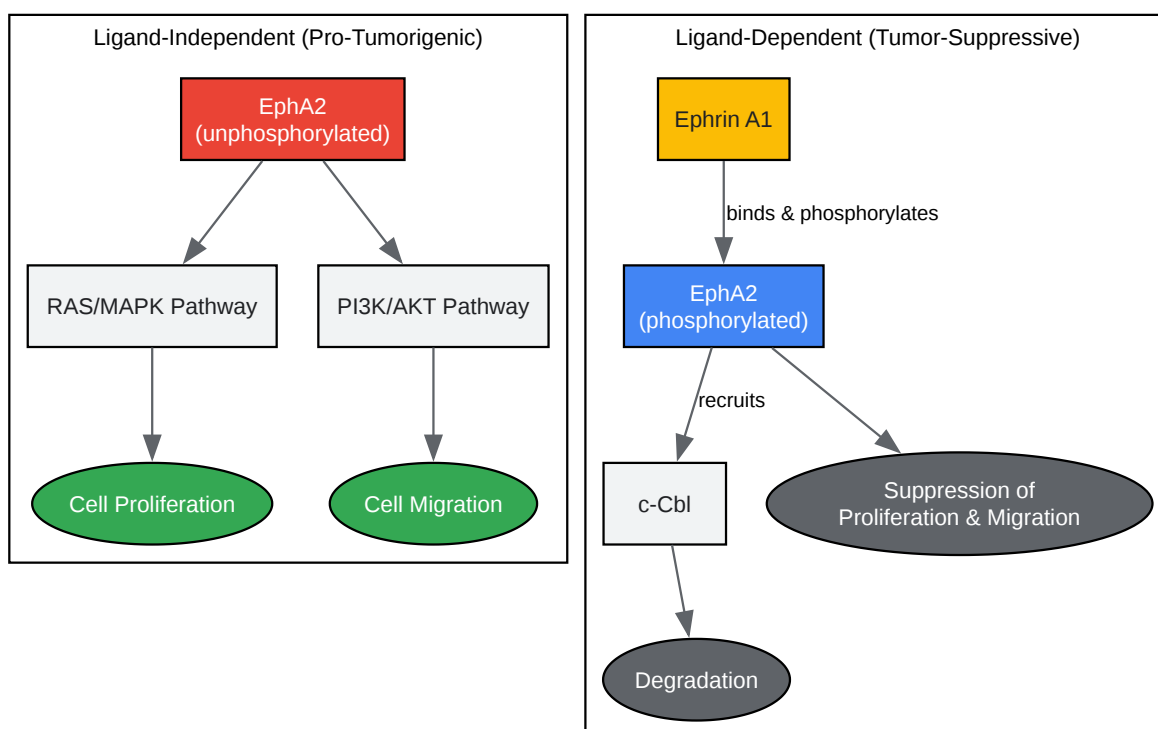 Ligand-Independent (Pro-Tumorigenic)
EphA2
(unphosphorylated)
RAS/MAPK Pathway
PI3K/AKT Pathway
Cell Proliferation
Cell Migration
Ligand-Dependent (Tumor-Suppressive)
Ephrin A1
binds & phosphorylates
EphA2
(phosphorylated)
recruits
c-Cbl
Suppression of
Proliferation & Migration
Degradation